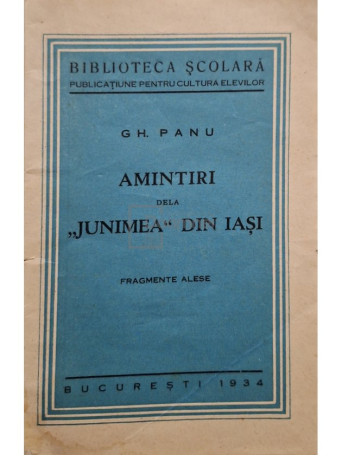 BIBLIOTECA ȘCOLARĂ
PUBLICAȚIUNE PENTRU CULTURA ELEVILOR
GH. PANU
AMINTIRI
DELA
„JUNIMEA“ DIN IAȘI
FRAGMENTE ALESE
BUCUREȘTI 1934